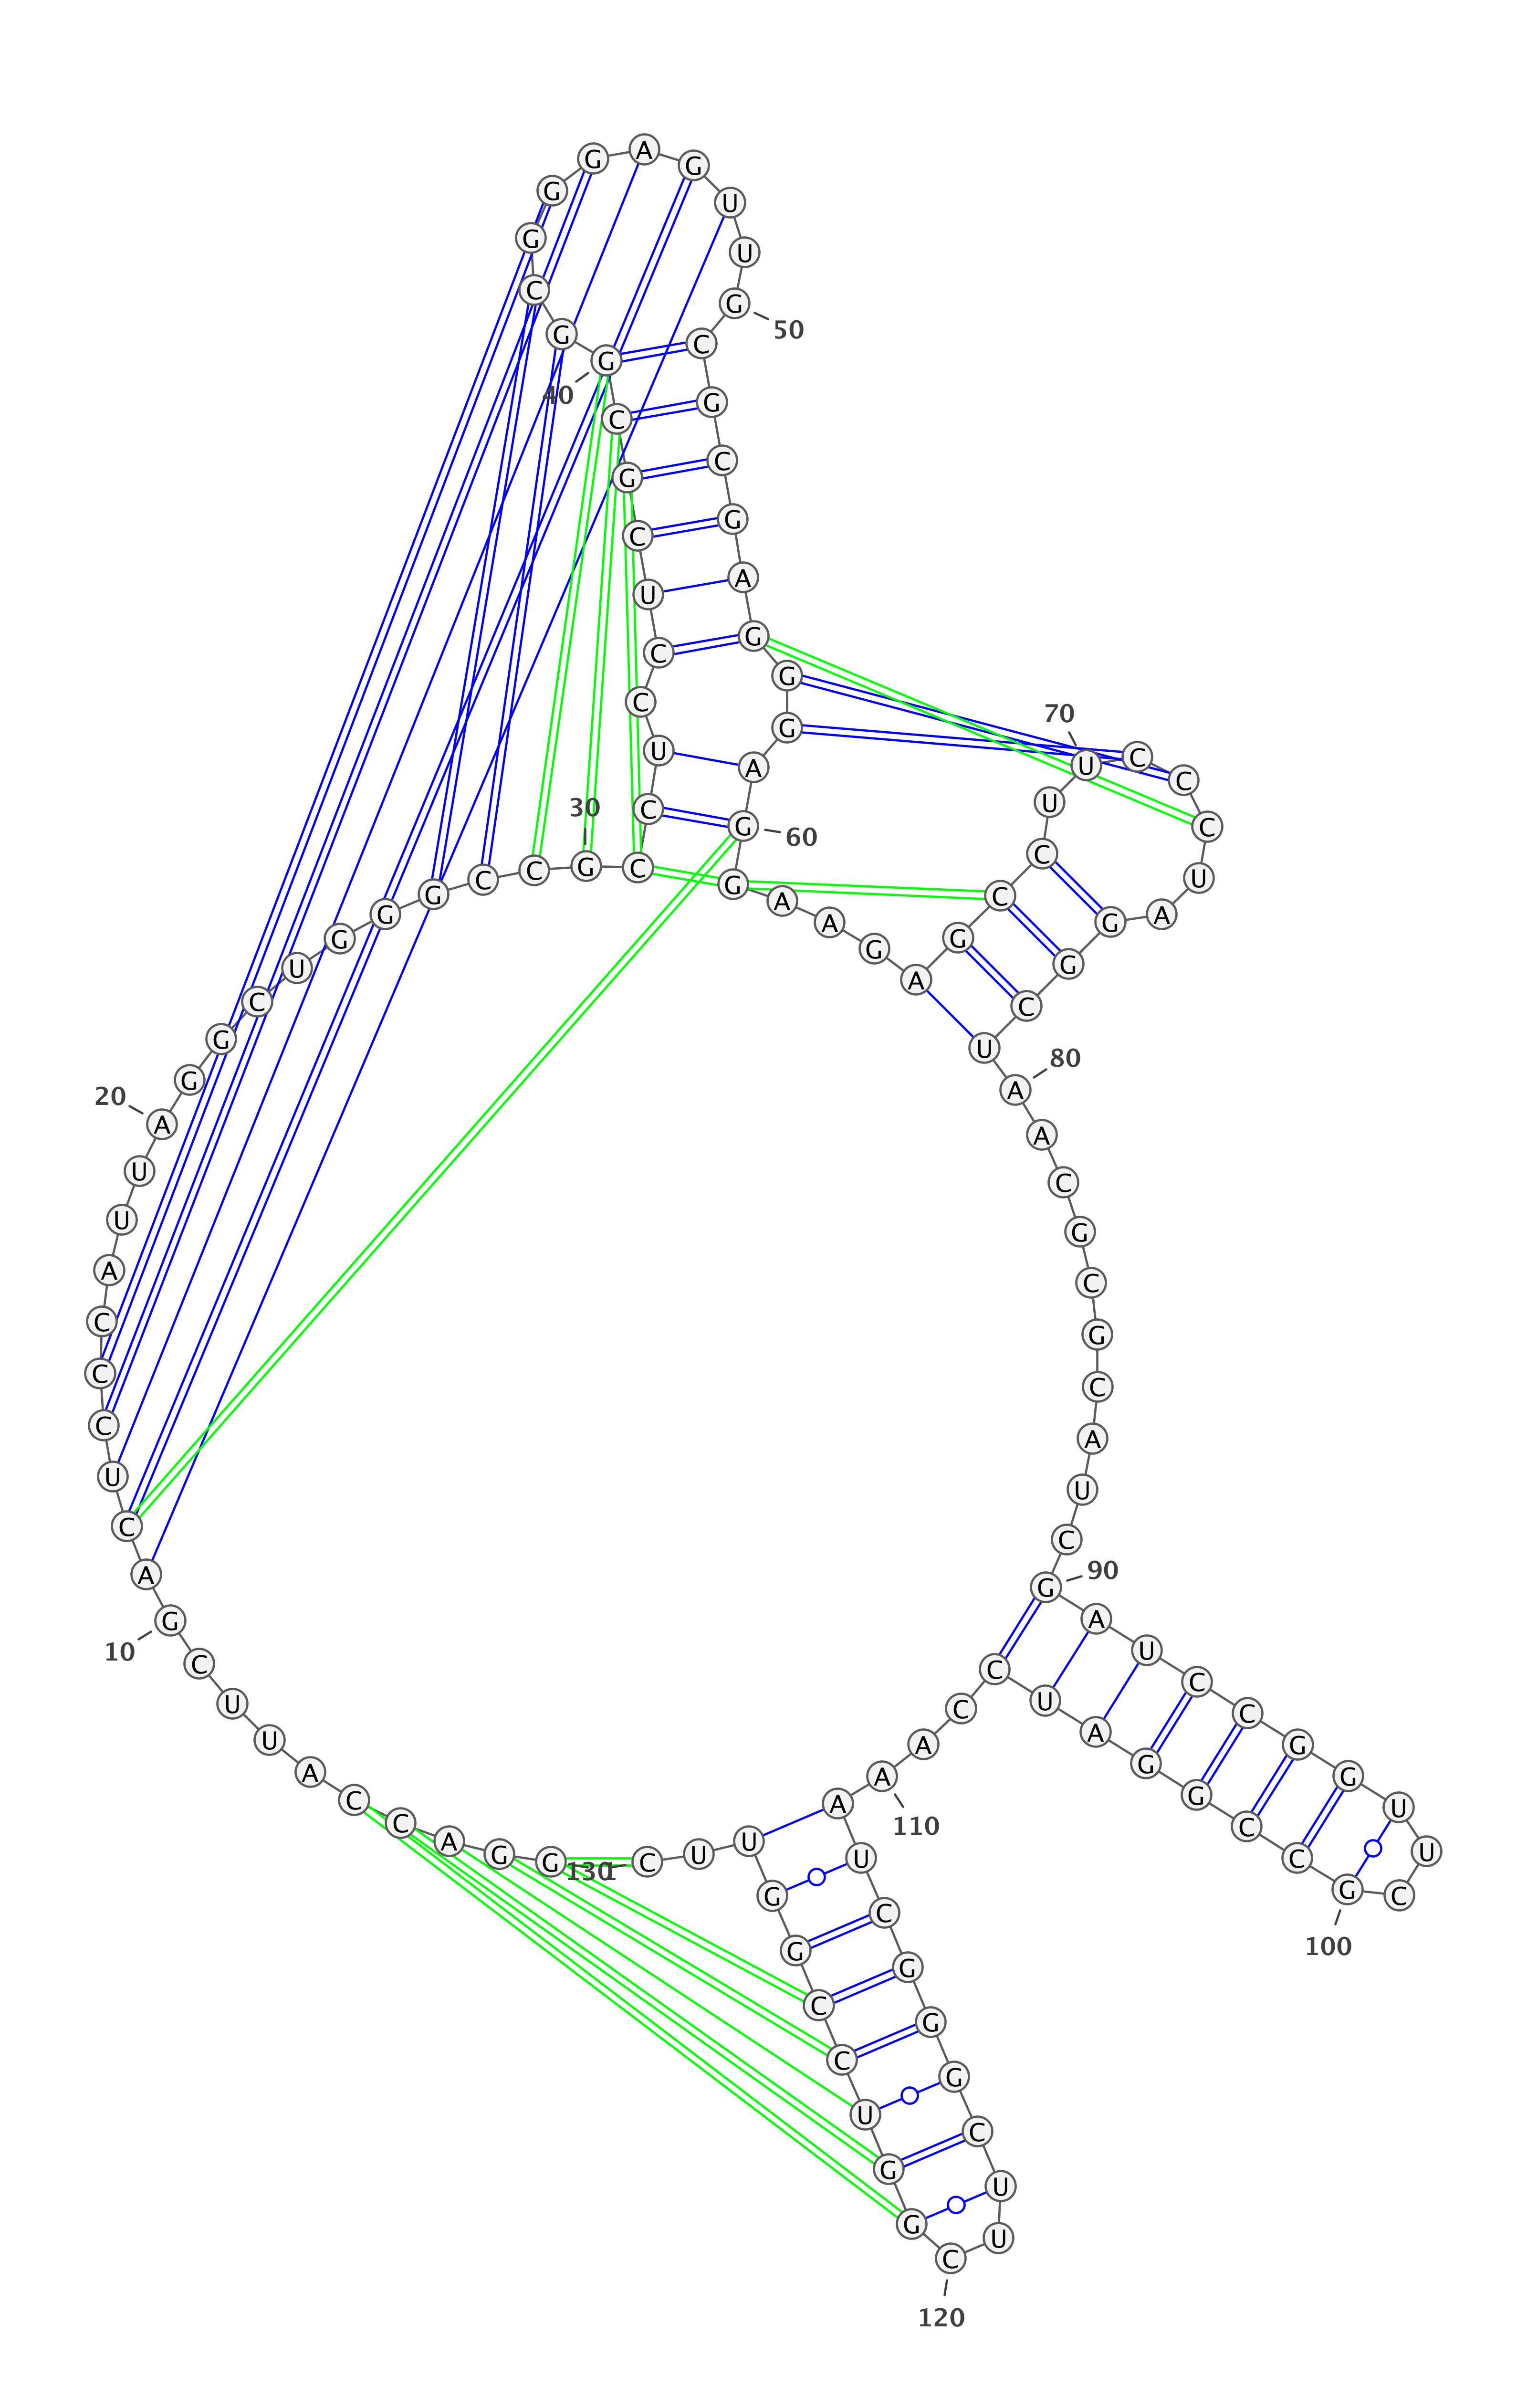 1
G G A C C A U U C G
10
A C U C C C A U U A
20
G G C U G G G C C G
30
C C U C C U C G C G
40
G C G G G A G U U G
50
C G C G A G G G A G
60
G A A G A G C C U U
70
C C C U A G G C U A
80
A C G C G C A U C G
90
A U C C G G U U C G
100
C C G G A U C C A A
110
A U C G G G C U U C
120
G G U C C G G U U C
130